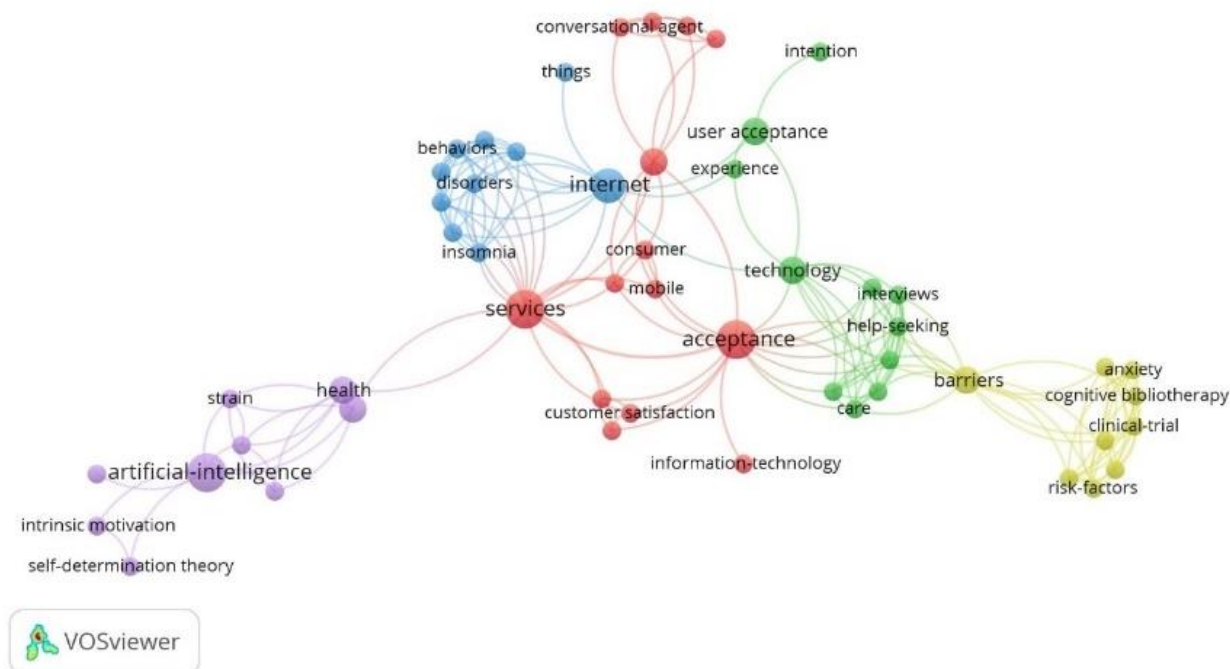 conversational agent
intention
things
user acceptance
behaviors
experience
disorders
internet
insomnia
consumer
technology
mobile
interviews
services
help-seeking
acceptance
anxiety
barriers
health
cognitive bibliotherapy
strain
care
customer satisfaction
clinical-trial
information-technology
artificial-intelligence
risk-factors
intrinsic motivation
self-determination theory
VOSviewer